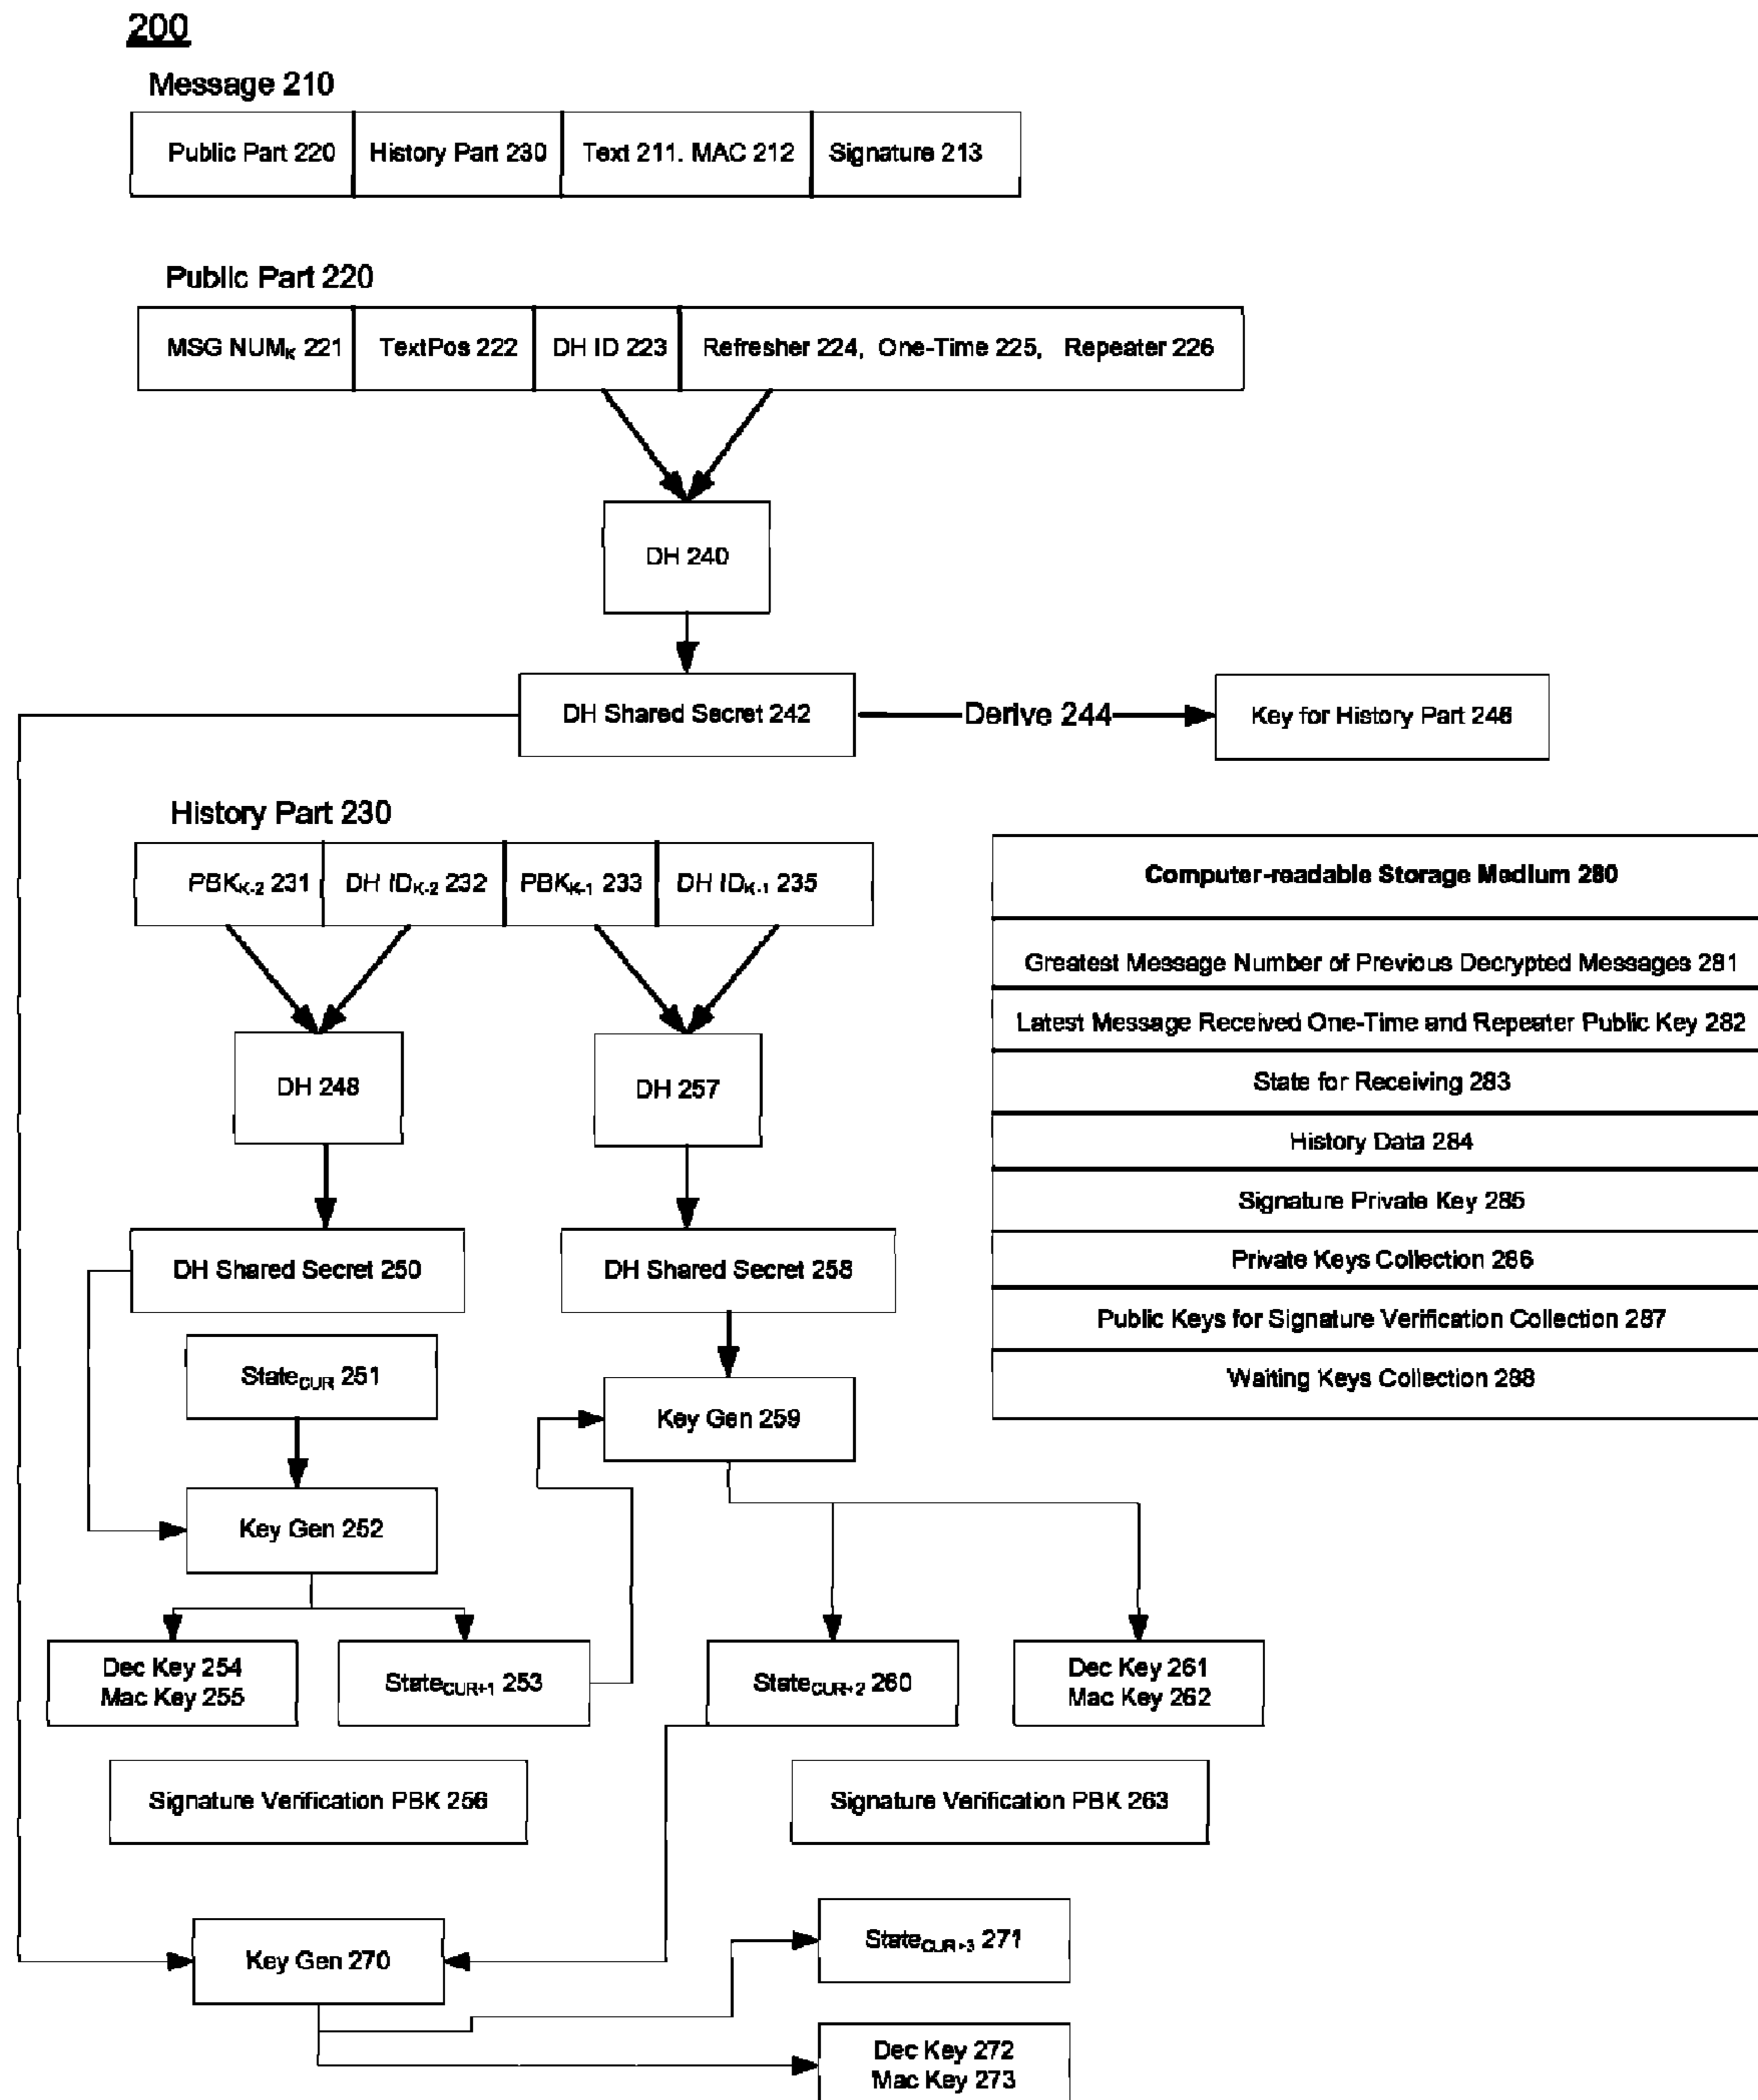 200
Message 210
Public Part 220
History Part 230
Text 211. MAC 212
Signature 213
Public Part 220
MSG NUMK 221
TextPos 222
DH ID 223
Refresher 224, One-Time 225, Repeater 226
DH 240
DH Shared Secret 242
Derive 244
Key for History Part 246
History Part 230
PBKK-2 231
DH IDK-2 232
PBKK-1 233
DH IDK-1 235
Computer-readable Storage Medium 280
Greatest Message Number of Previous Decrypted Messages 281
Latest Message Received One-Time and Repeater Public Key 282
State for Receiving 283
History Data 284
Signature Private Key 285
Private Keys Collection 286
Public Keys for Signature Verification Collection 287
Waiting Keys Collection 288
DH 248
DH 257
DH Shared Secret 250
DH Shared Secret 258
StateCUR 251
Key Gen 259
Key Gen 252
Dec Key 254
Mac Key 255
StateCUR+1 253
StateCUR+2 260
Dec Key 261
Mac Key 262
Signature Verification PBK 256
Signature Verification PBK 263
Key Gen 270
StateCUR+3 271
Dec Key 272
Mac Key 273